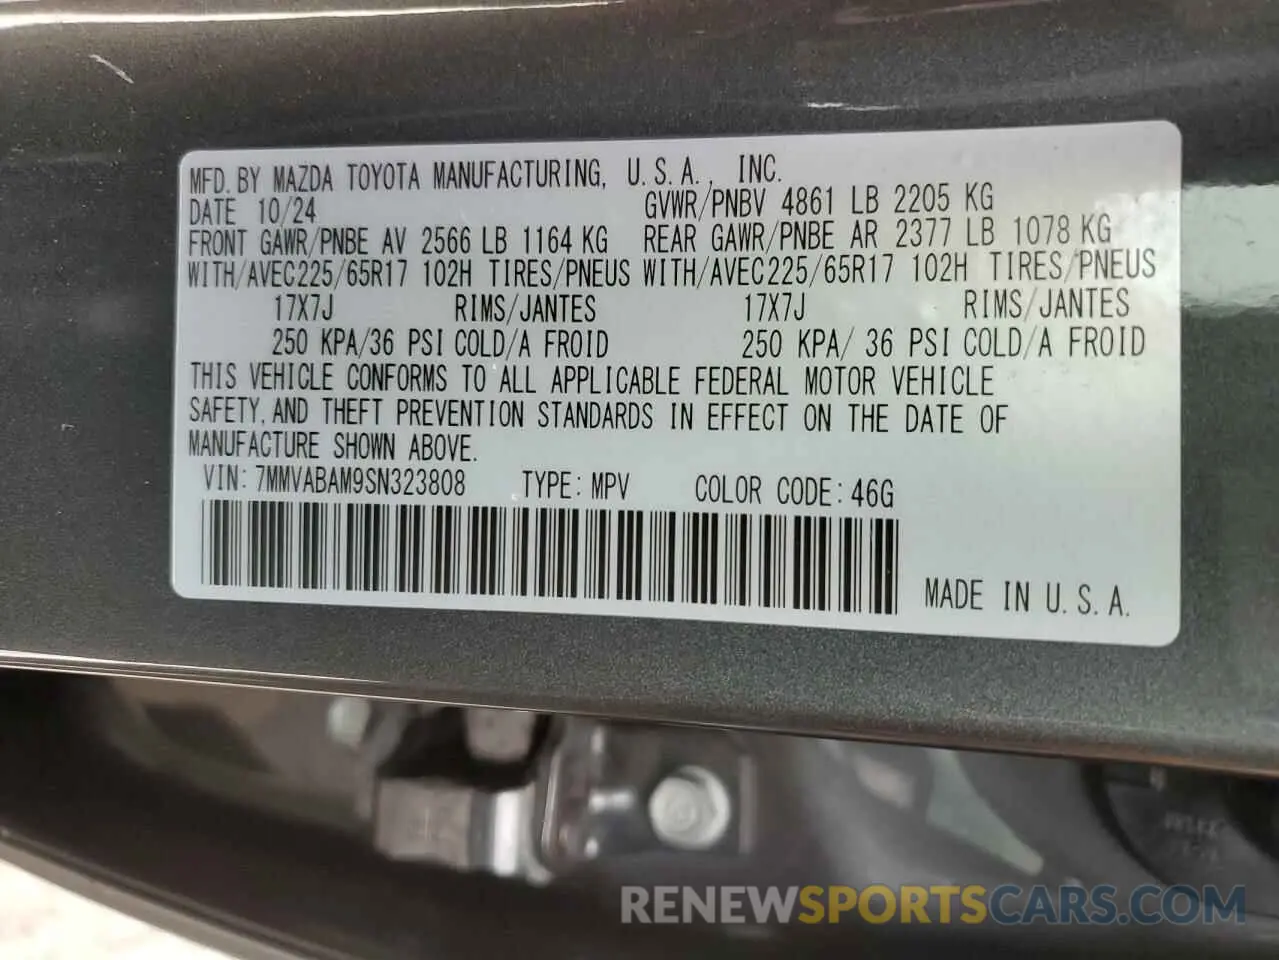 MFD. BY MAZDA TOYOTA MANUFACTURING, U.S.A., INC.
DATE 10/24 GVWR/PNBV 4861 LB 2205 KG
FRONT GAWR/PNBE AV 2566 LB 1164 KG REAR GAWR/PNBE AR 2377 LB 1078 KG
WITH/AVEC225/65R17 102H TIRES/PNEUS WITH/AVEC225/65R17 102H TIRES/PNEUS
17X7J RIMS/JANTES 17X7J RIMS/JANTES
250 KPA/36 PSI COLD/A FROID 250 KPA/ 36 PSI COLD/A FROID
THIS VEHICLE CONFORMS TO ALL APPLICABLE FEDERAL MOTOR VEHICLE
SAFETY, AND THEFT PREVENTION STANDARDS IN EFFECT ON THE DATE OF
MANUFACTURE SHOWN ABOVE.
VIN: 7MMVABAM9SN323808 TYPE: MPV COLOR CODE: 46G
MADE IN U.S.A.
RENEWSPORTSCARS.COM